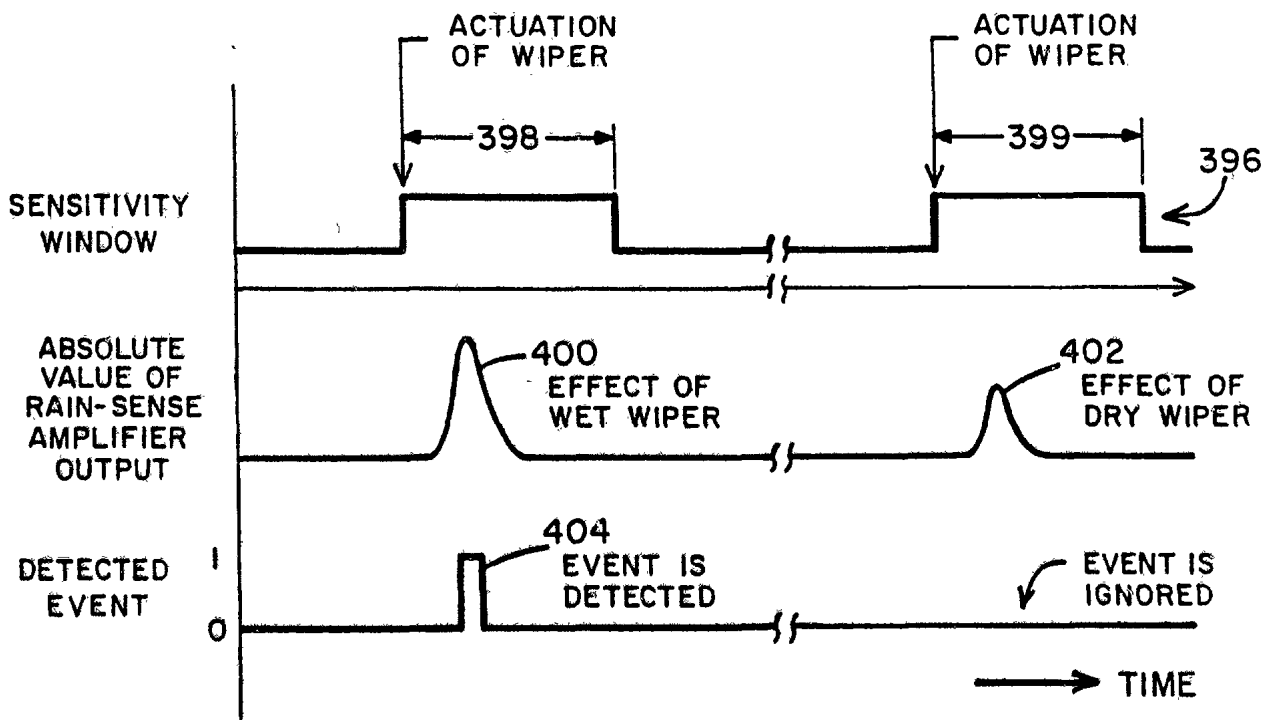 ACTUATION
OF WIPER
ACTUATION
OF WIPER
398
399
396
SENSITIVITY
WINDOW
ABSOLUTE
VALUE OF
RAIN-SENSE
AMPLIFIER
OUTPUT
400
EFFECT OF
WET WIPER
402
EFFECT OF
DRY WIPER
DETECTED
EVENT
1
0
404
EVENT IS
DETECTED
EVENT IS
IGNORED
TIME